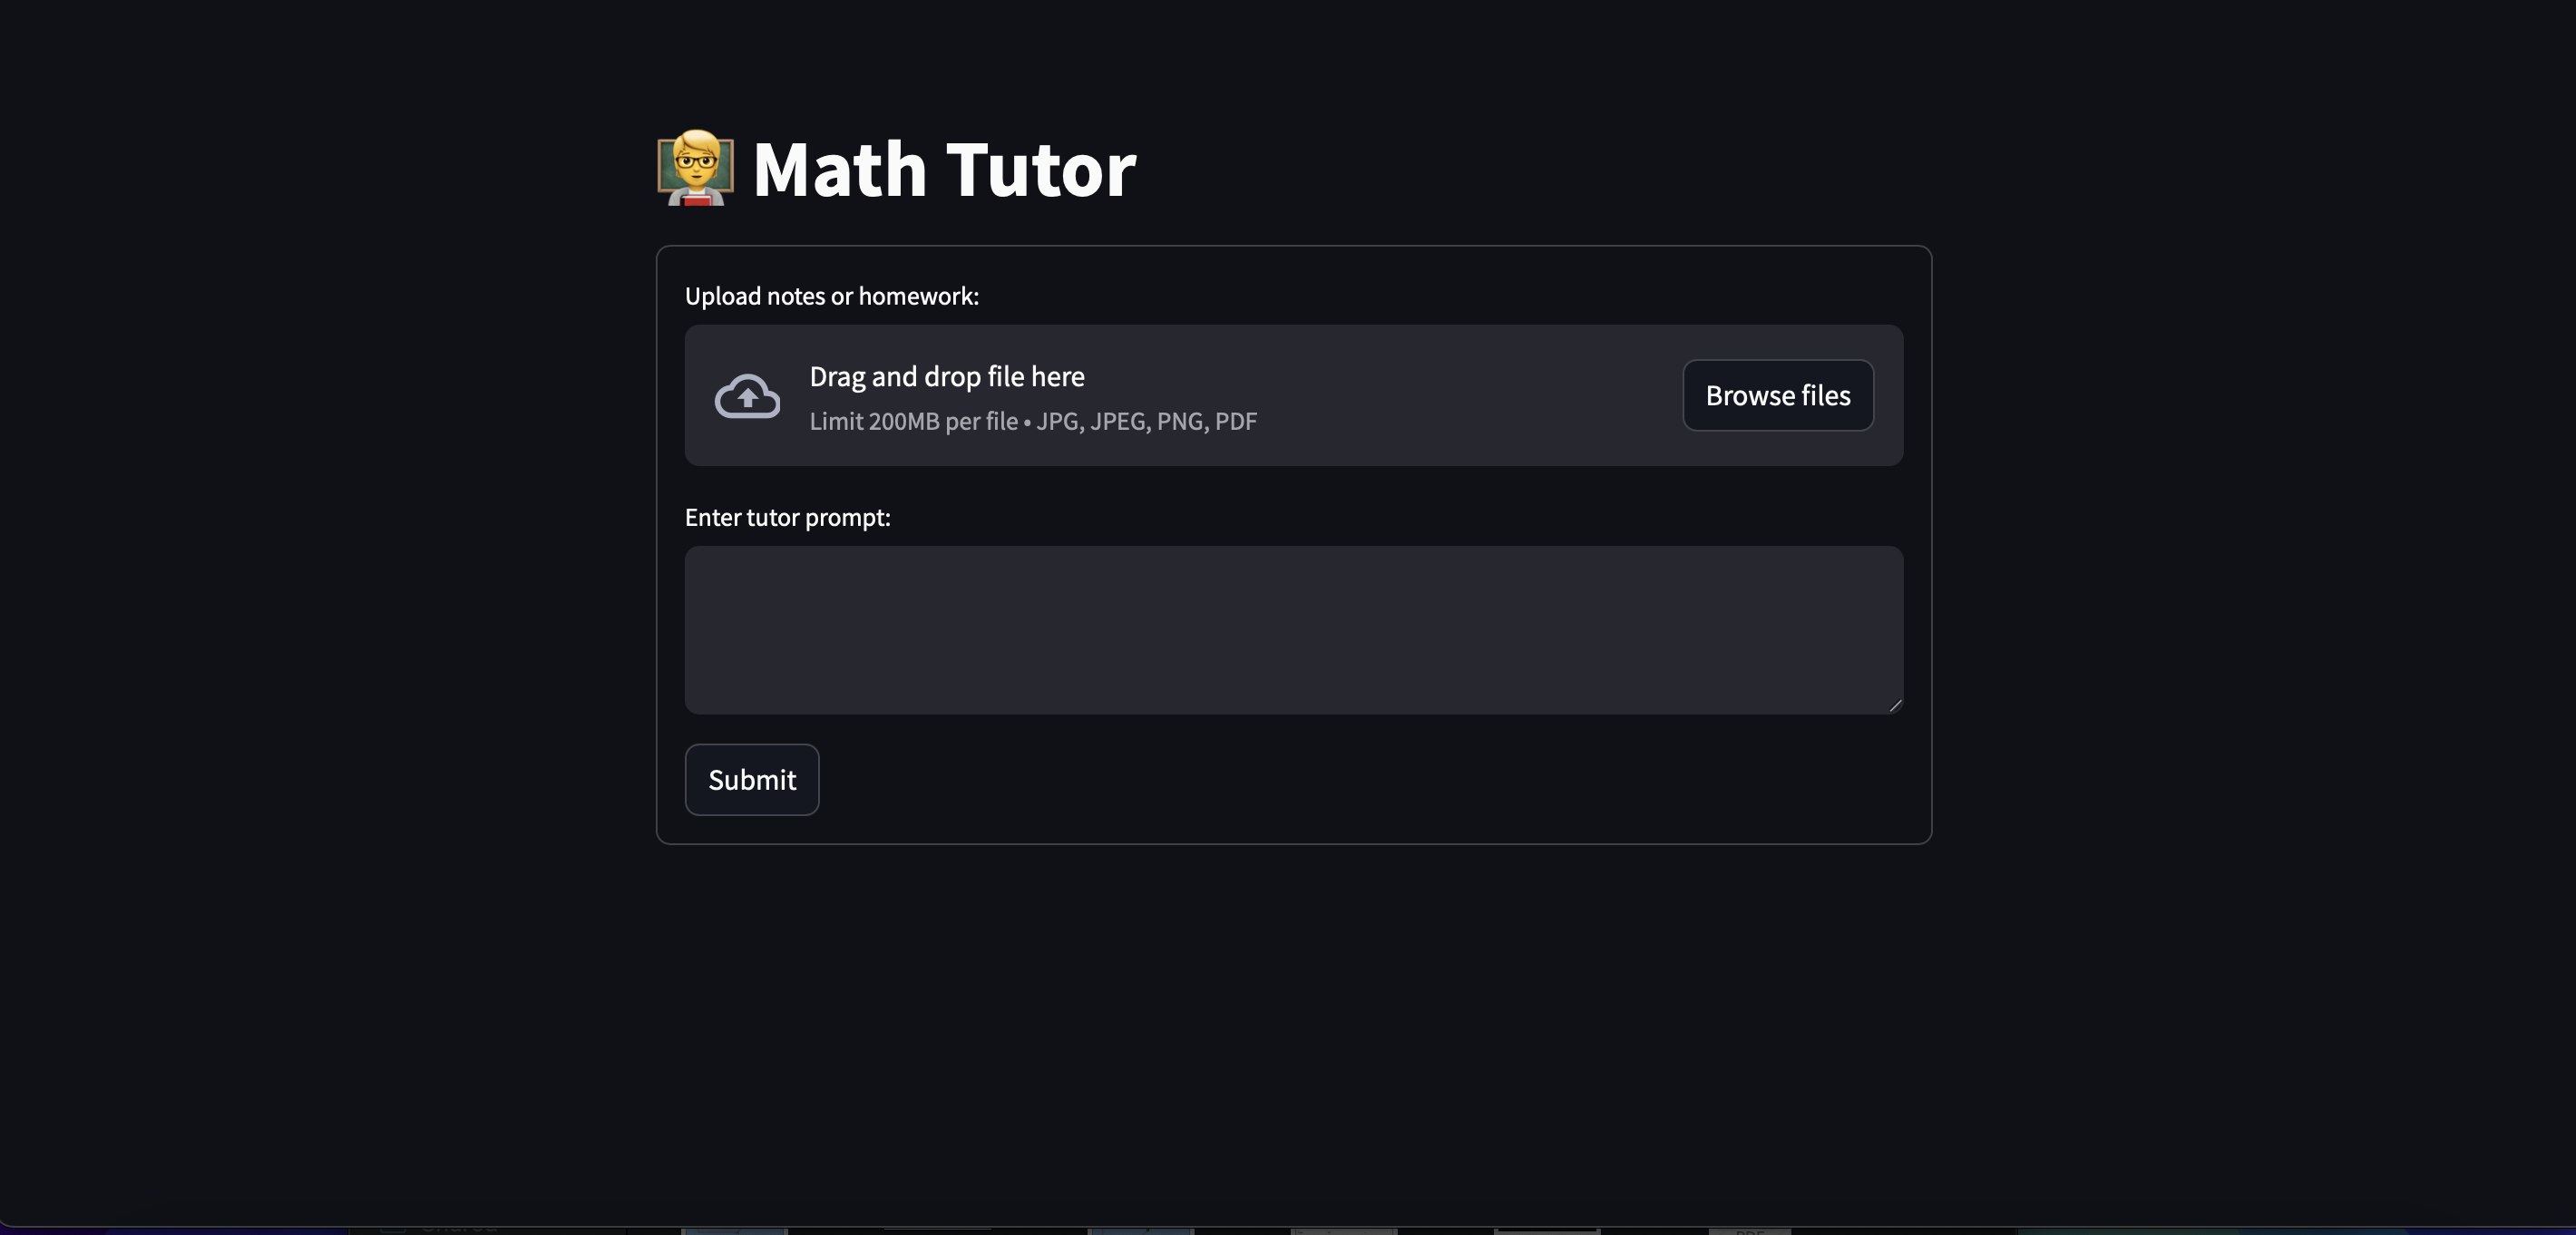 Math Tutor
Upload notes or homework:
Drag and drop file here
Limit 200MB per file • JPG, JPEG, PNG, PDF
Browse files
Enter tutor prompt:
Submit